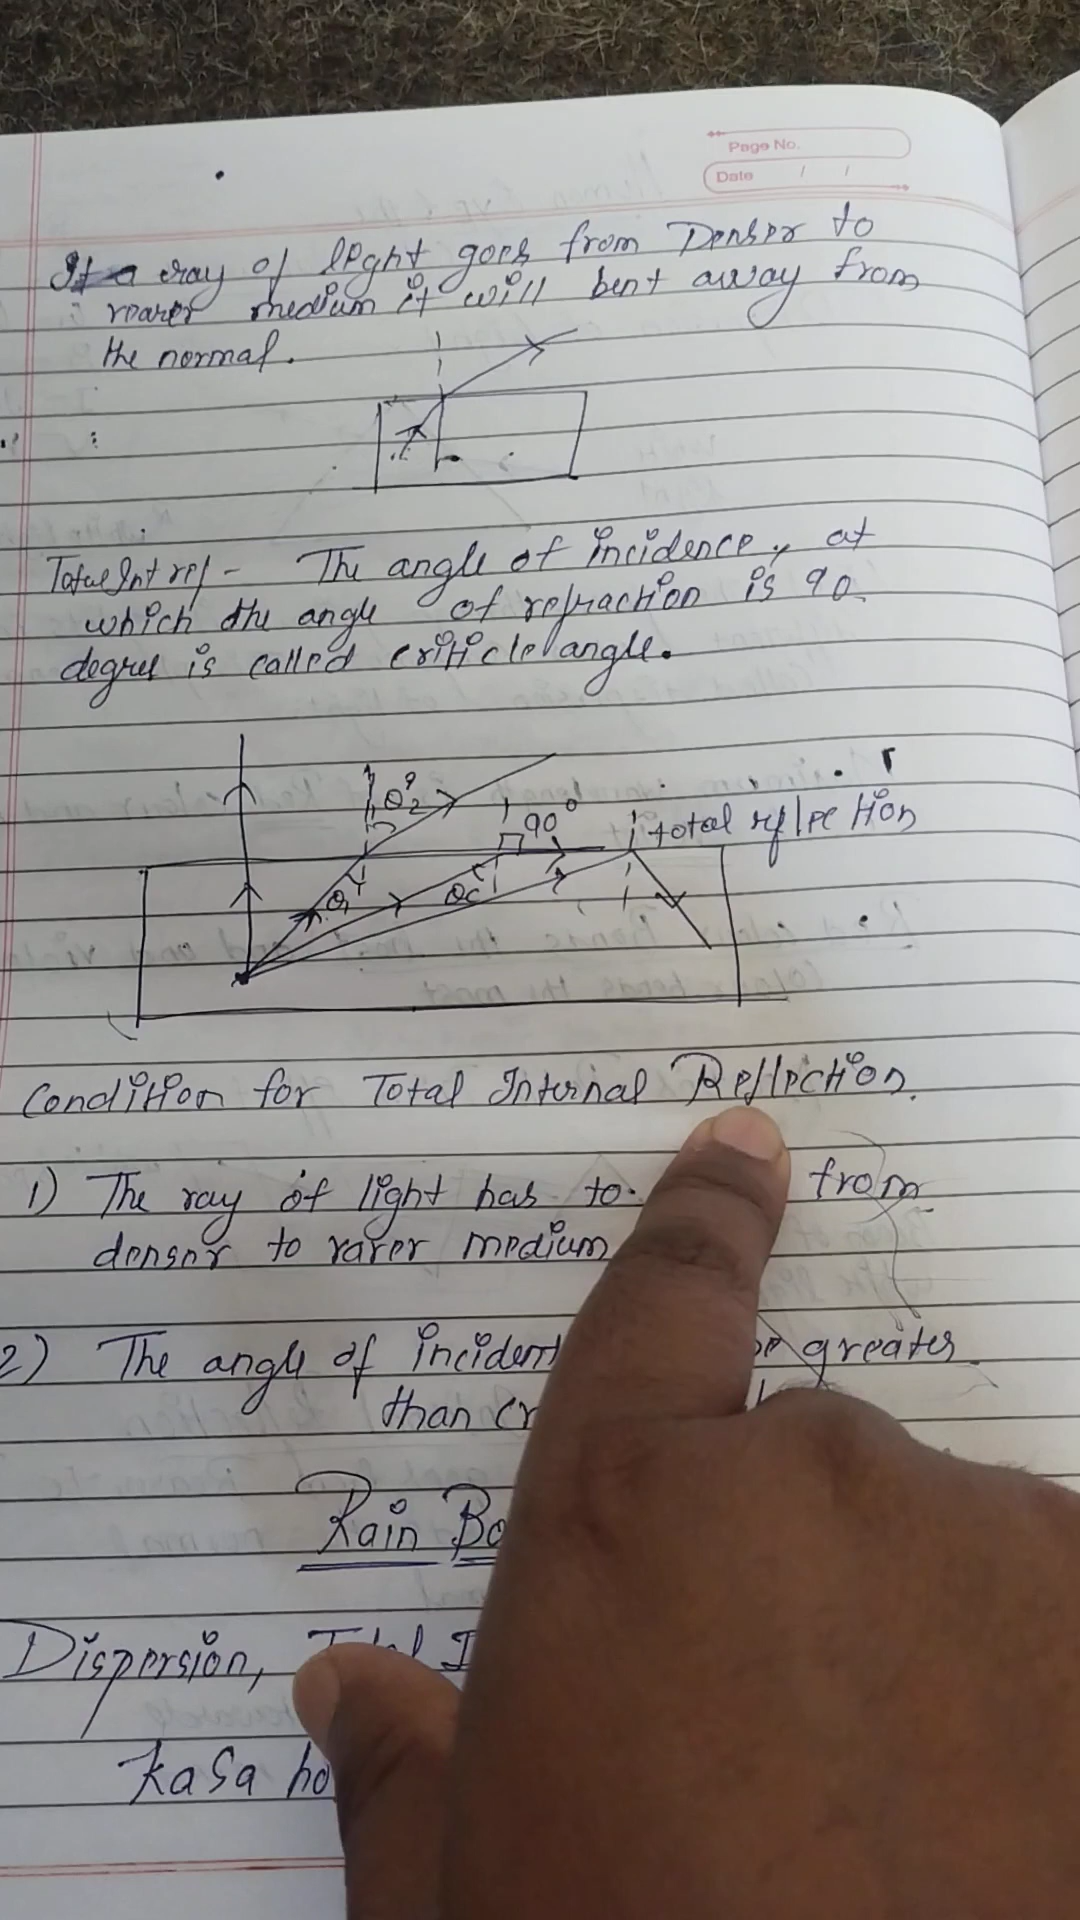 Page No.
Date / /
If a ray of light goes from Denser to
rearer medium it will bent away from
the normal.
Total Int ref - The angle of incidence, at
which the angle of refraction is 90
degree is called criticle angle.
θ2
90°
total reflection
θ1
θc
Condition for Total Internal Reflection.
1) The ray of light has to from
denser to rarer medium
2) The angle of incident greater
than
Rain
Dispersion,
kasa